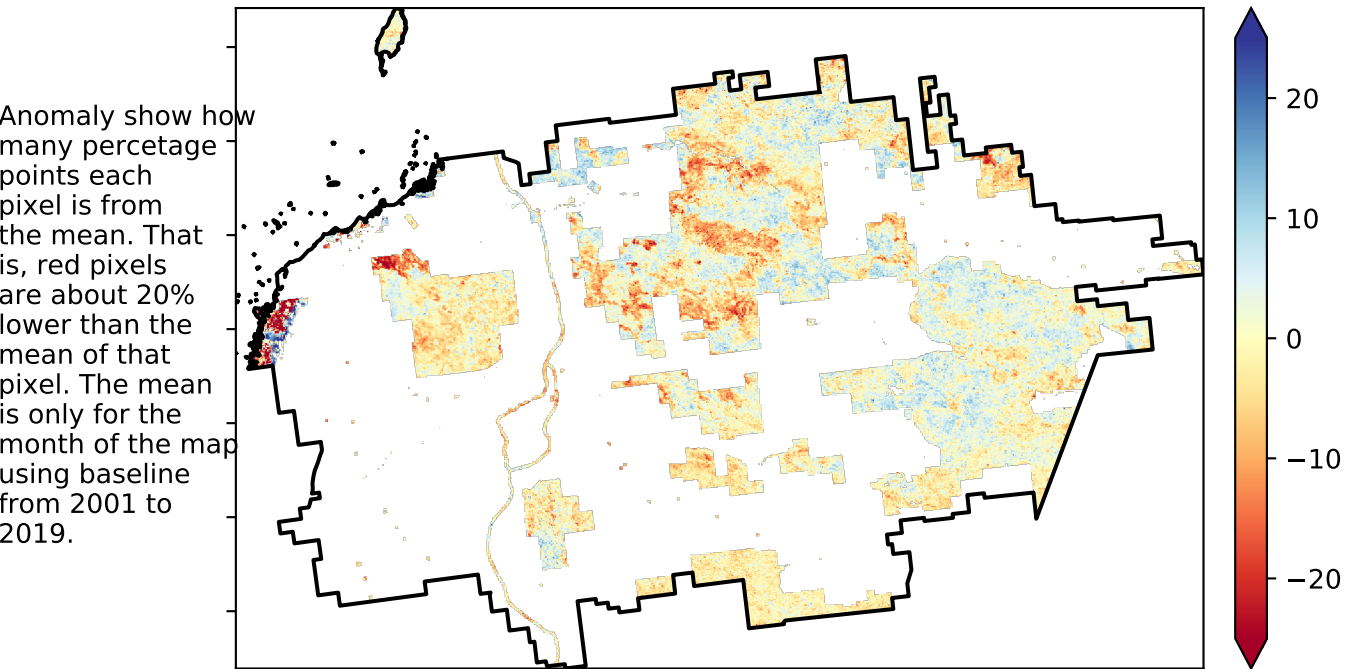 Anomaly show how
many percetage
points each
pixel is from
the mean. That
is, red pixels
are about 20%
lower than the
mean of that
pixel. The mean
is only for the
month of the map
using baseline
from 2001 to
2019.
20
10
0
−10
−20